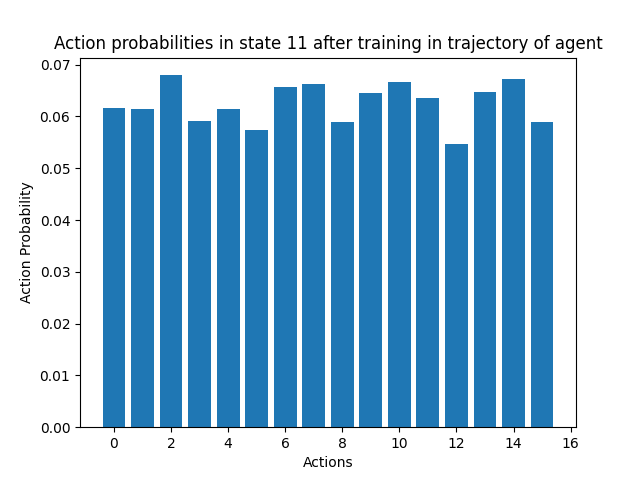 Action probabilities in state 11 after training in trajectory of agent
0.07
0.06
0.05
0.04
0.03
0.02
0.01
0.00
Action Probability
0 2 4 6 8 10 12 14 16
Actions